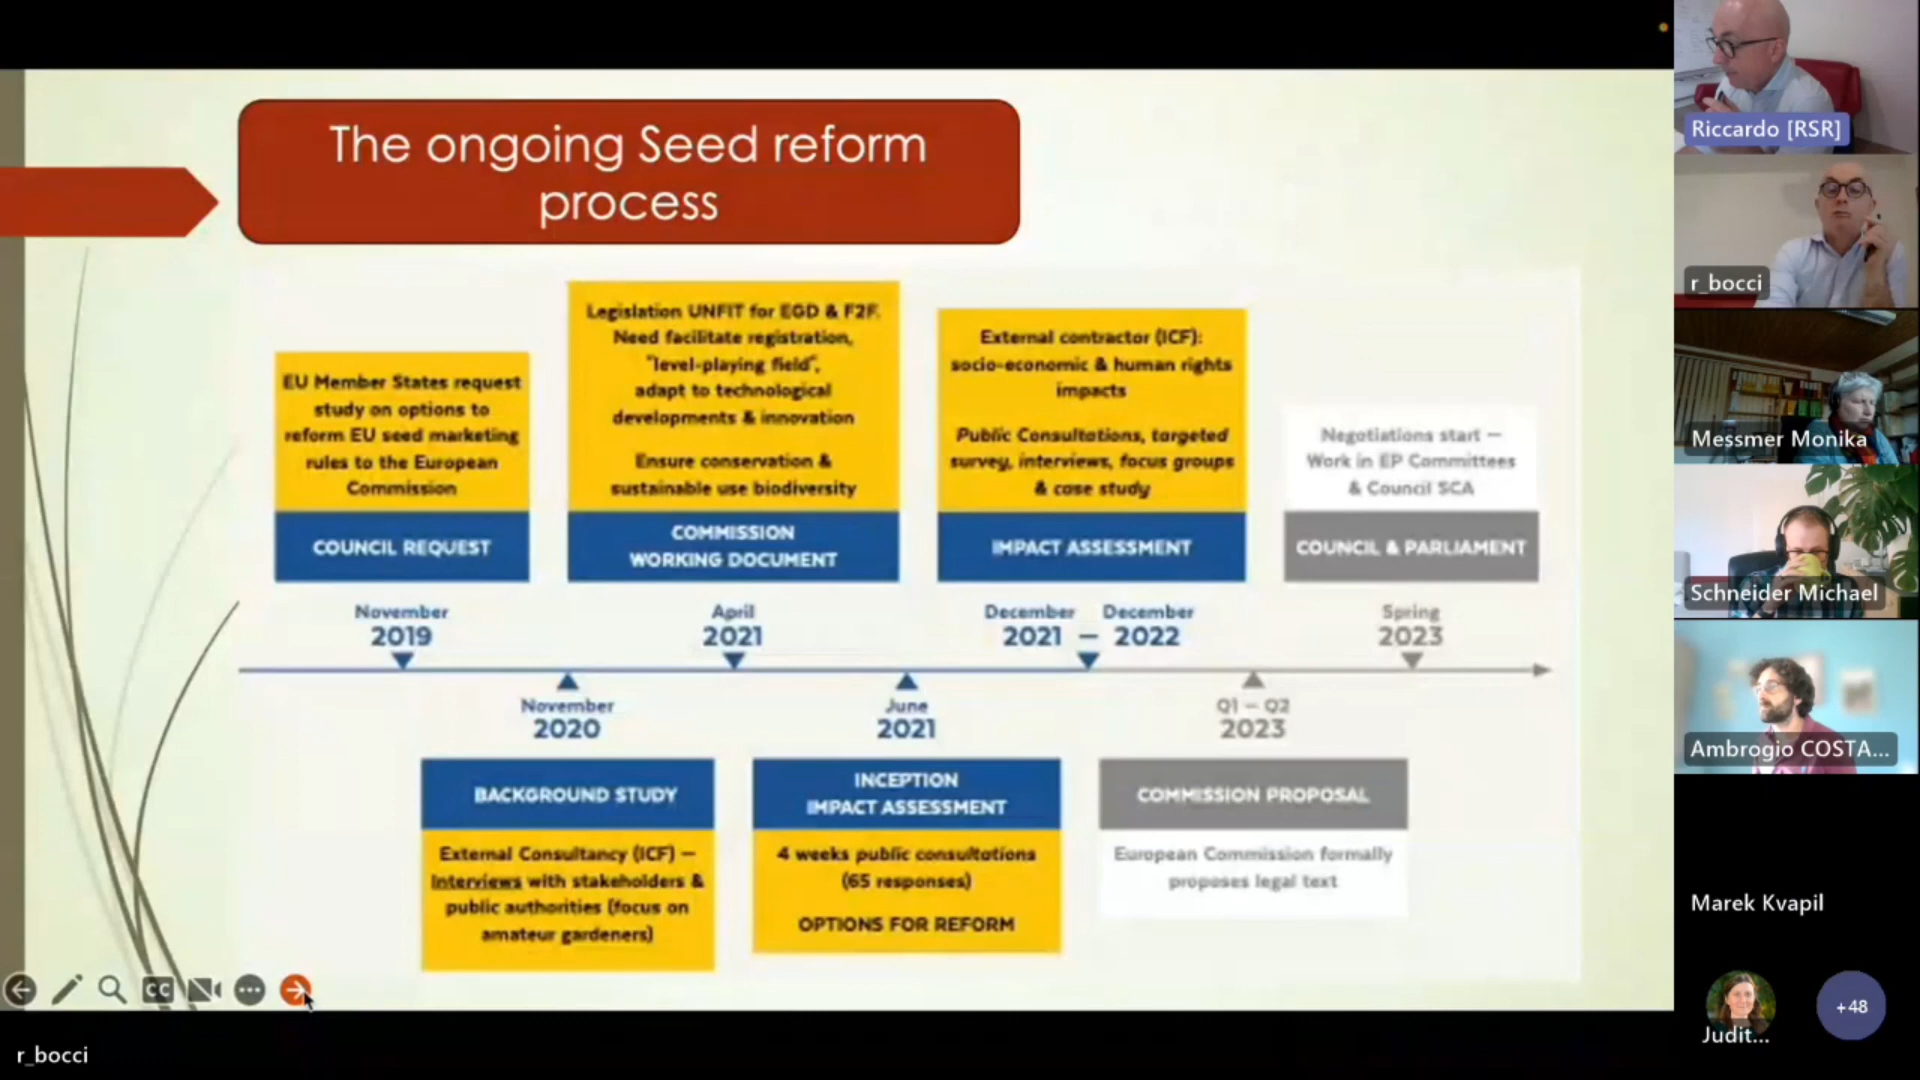 The ongoing Seed reform
process
EU Member States request
study on options to
reform EU seed marketing
rules to the European
Commission
COUNCIL REQUEST
November
2019
Legislation UNFIT for EGD & F2F.
Need facilitate registration,
"level-playing field",
adapt to technological
developments & innovation
Ensure conservation &
sustainable use biodiversity
COMMISSION
WORKING DOCUMENT
April
2021
External contractor (ICF):
socio-economic & human rights
impacts
Public Consultations, targeted
survey, interviews, focus groups
& case study
IMPACT ASSESSMENT
December December
2021 – 2022
Negotiations start –
Work in EP Committees
& Council SCA
COUNCIL & PARLIAMENT
Spring
2023
November
2020
BACKGROUND STUDY
External Consultancy (ICF) –
Interviews with stakeholders &
public authorities (focus on
amateur gardeners)
June
2021
INCEPTION
IMPACT ASSESSMENT
4 weeks public consultations
(65 responses)
OPTIONS FOR REFORM
Q1 – Q2
2023
COMMISSION PROPOSAL
European Commission formally
proposes legal text
CC
r_bocci
Riccardo [RSR]
r_bocci
Messmer Monika
Schneider Michael
Ambrogio COSTA...
Marek Kvapil
Judit...
+48